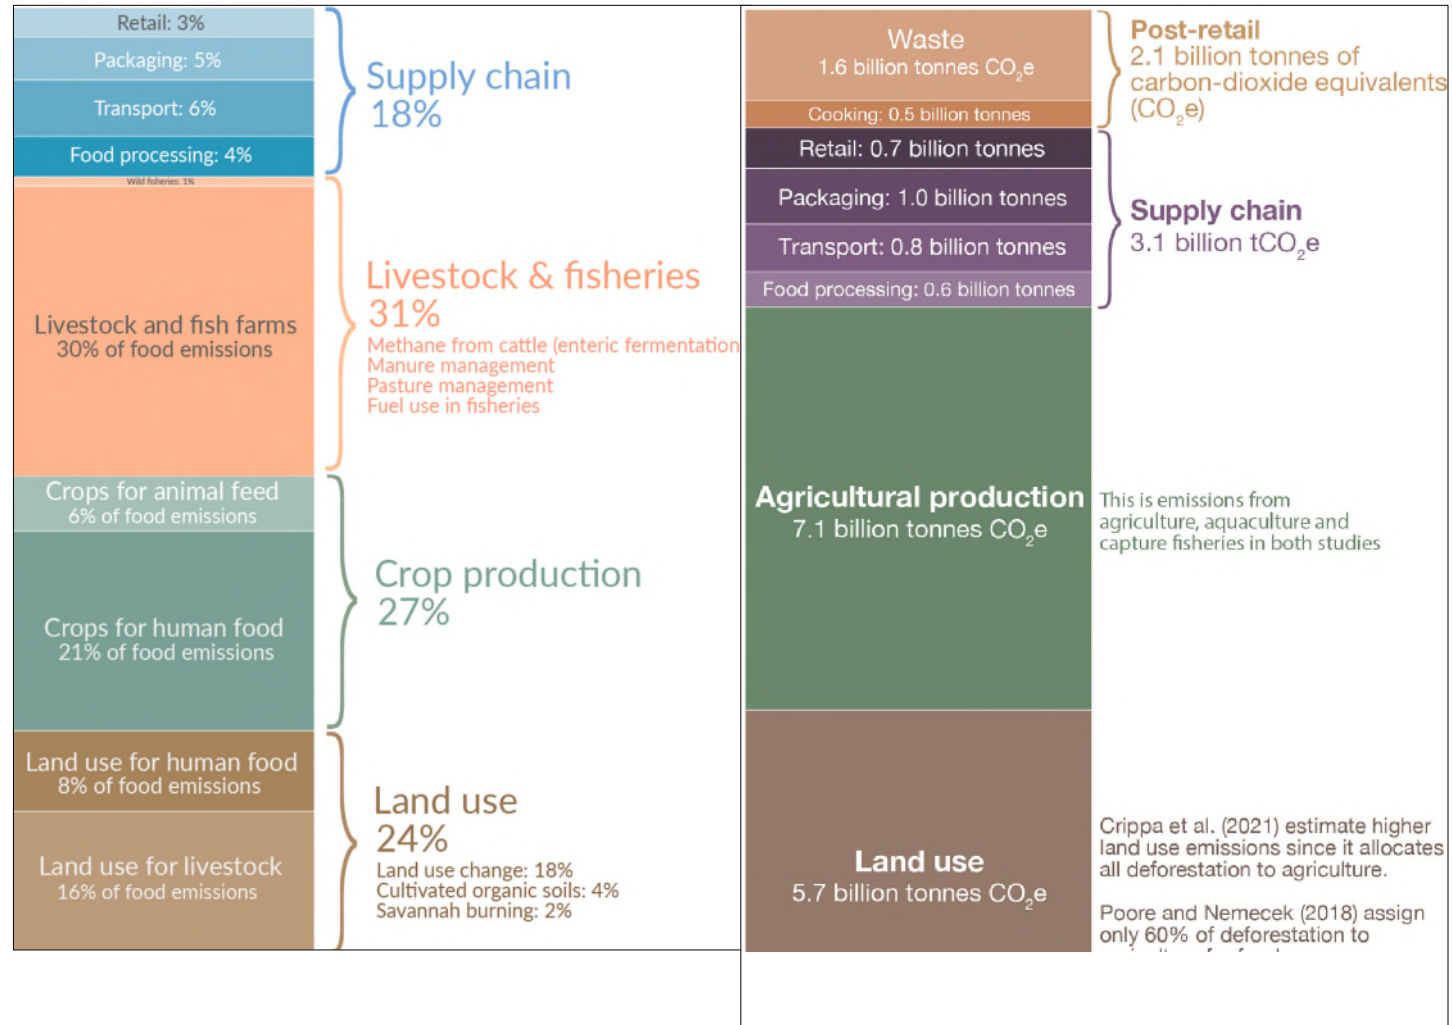 Retail: 3%
Packaging: 5%
Transport: 6%
Food processing: 4%
Supply chain
18%
Wild fisheries: 1%
Livestock and fish farms
30% of food emissions
Livestock & fisheries
31%
Methane from cattle (enteric fermentation
Manure management
Pasture management
Fuel use in fisheries
Crops for animal feed
6% of food emissions
Crops for human food
21% of food emissions
Crop production
27%
Land use for human food
8% of food emissions
Land use for livestock
16% of food emissions
Land use
24%
Land use change: 18%
Cultivated organic soils: 4%
Savannah burning: 2%
Waste
1.6 billion tonnes CO₂e
Cooking: 0.5 billion tonnes
Post-retail
2.1 billion tonnes of
carbon-dioxide equivalents
(CO₂e)
Retail: 0.7 billion tonnes
Packaging: 1.0 billion tonnes
Transport: 0.8 billion tonnes
Food processing: 0.6 billion tonnes
Supply chain
3.1 billion tCO₂e
Agricultural production
7.1 billion tonnes CO₂e
This is emissions from
agriculture, aquaculture and
capture fisheries in both studies
Land use
5.7 billion tonnes CO₂e
Crippa et al. (2021) estimate higher
land use emissions since it allocates
all deforestation to agriculture.
Poore and Nemecek (2018) assign
only 60% of deforestation to